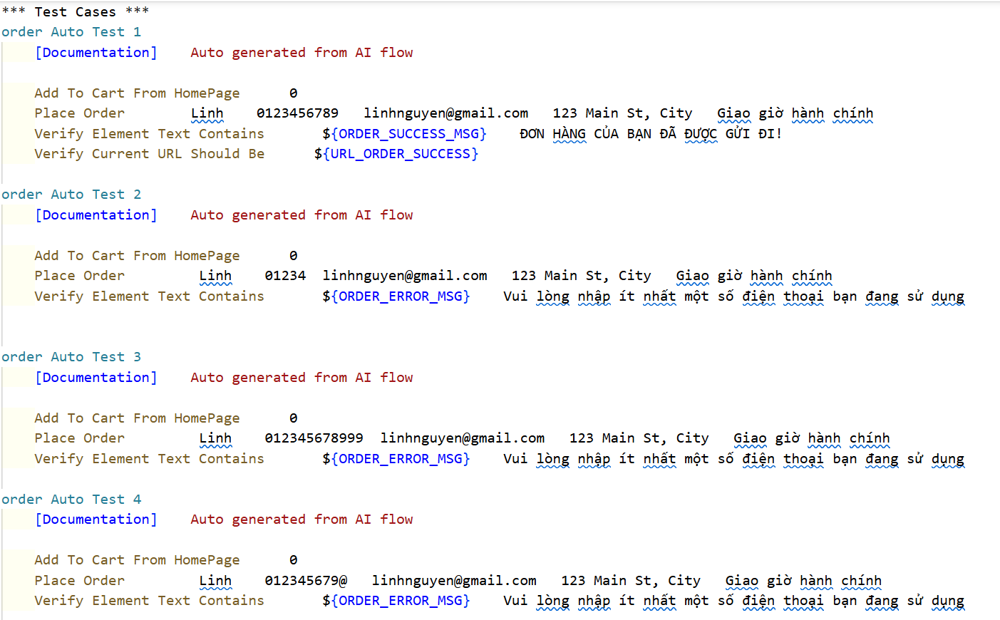 *** Test Cases ***
order Auto Test 1
[Documentation] Auto generated from AI flow
Add To Cart From HomePage 0
Place Order Linh 0123456789 linhnguyen@gmail.com 123 Main St, City Giao giờ hành chính
Verify Element Text Contains ${ORDER_SUCCESS_MSG} ĐƠN HÀNG CỦA BẠN ĐÃ ĐƯỢC GỬI ĐI!
Verify Current URL Should Be ${URL_ORDER_SUCCESS}
order Auto Test 2
[Documentation] Auto generated from AI flow
Add To Cart From HomePage 0
Place Order Linh 01234 linhnguyen@gmail.com 123 Main St, City Giao giờ hành chính
Verify Element Text Contains ${ORDER_ERROR_MSG} Vui lòng nhập ít nhất một số điện thoại bạn đang sử dụng
order Auto Test 3
[Documentation] Auto generated from AI flow
Add To Cart From HomePage 0
Place Order Linh 012345678999 linhnguyen@gmail.com 123 Main St, City Giao giờ hành chính
Verify Element Text Contains ${ORDER_ERROR_MSG} Vui lòng nhập ít nhất một số điện thoại bạn đang sử dụng
order Auto Test 4
[Documentation] Auto generated from AI flow
Add To Cart From HomePage 0
Place Order Linh 012345679@ linhnguyen@gmail.com 123 Main St, City Giao giờ hành chính
Verify Element Text Contains ${ORDER_ERROR_MSG} Vui lòng nhập ít nhất một số điện thoại bạn đang sử dụng